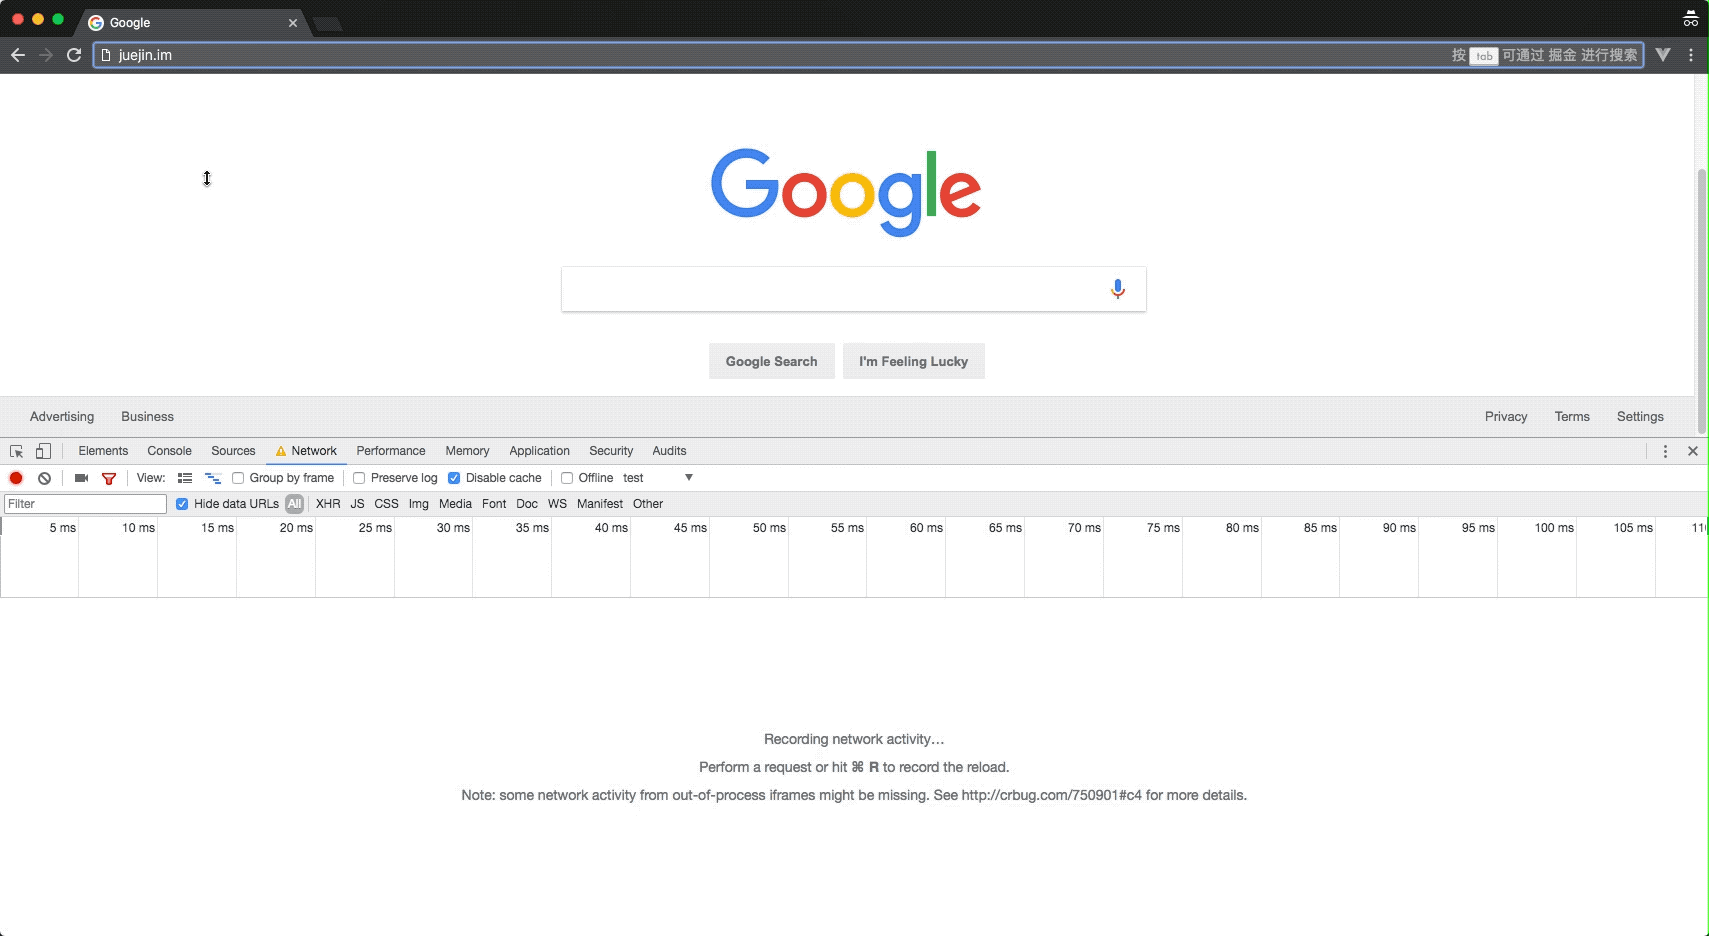 Google
juejin.im
按 tab 可通过 掘金 进行搜索
Google
Google Search I'm Feeling Lucky
Advertising Business Privacy Terms Settings
Elements Console Sources Network Performance Memory Application Security Audits
View: Group by frame Preserve log Disable cache Offline test
Filter Hide data URLs All XHR JS CSS Img Media Font Doc WS Manifest Other
5 ms 10 ms 15 ms 20 ms 25 ms 30 ms 35 ms 40 ms 45 ms 50 ms 55 ms 60 ms 65 ms 70 ms 75 ms 80 ms 85 ms 90 ms 95 ms 100 ms 105 ms
Recording network activity…
Perform a request or hit ⌘ R to record the reload.
Note: some network activity from out-of-process iframes might be missing. See http://crbug.com/750901#c4 for more details.